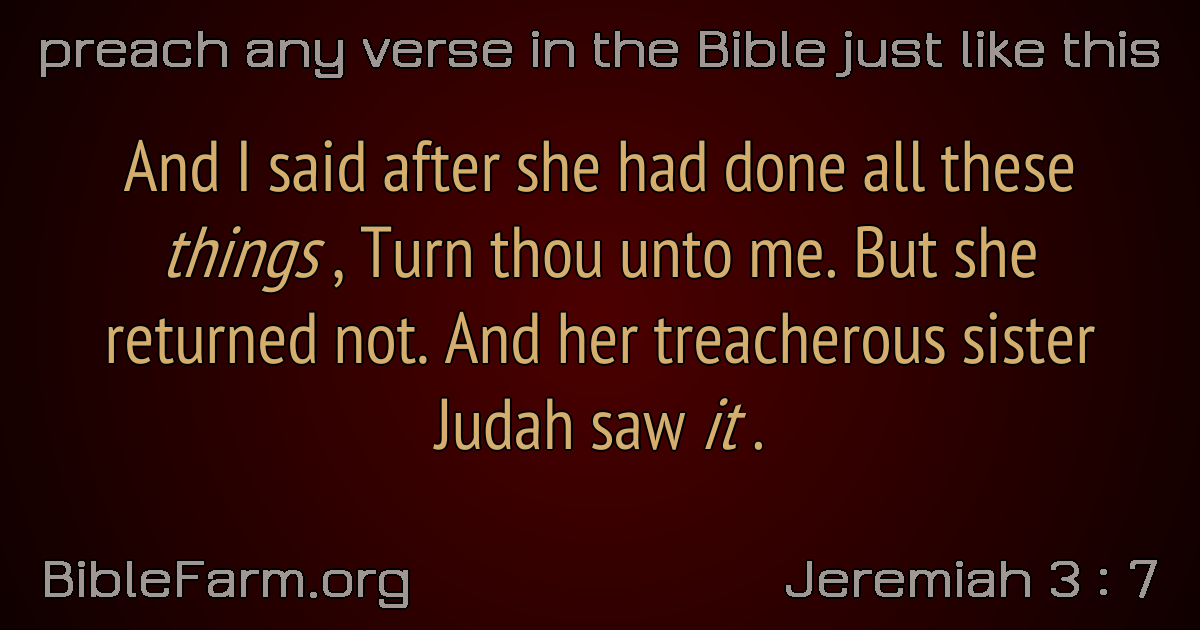 preach any verse in the Bible just like this
And I said after she had done all these
things , Turn thou unto me. But she
returned not. And her treacherous sister
Judah saw it .
BibleFarm.org
Jeremiah 3 : 7